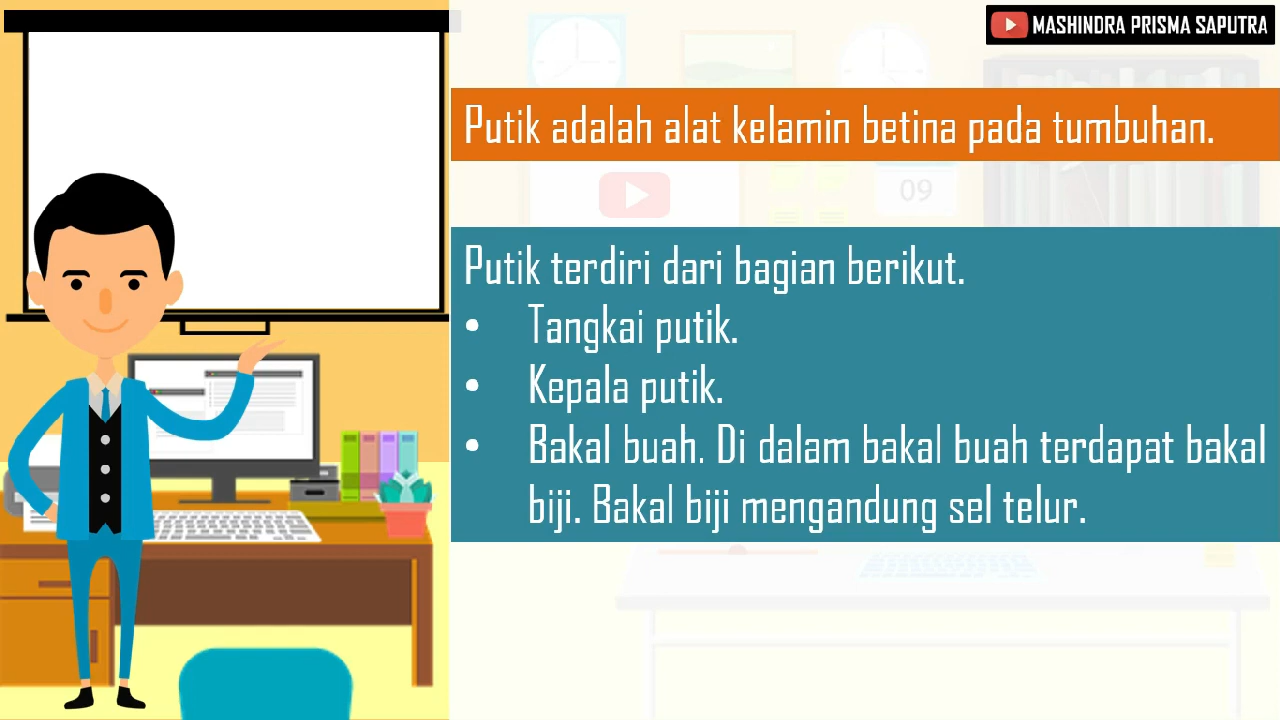 MASHINDRA PRISMA SAPUTRA
Putik adalah alat kelamin betina pada tumbuhan.
09
Putik terdiri dari bagian berikut.
• Tangkai putik.
• Kepala putik.
• Bakal buah. Di dalam bakal buah terdapat bakal
biji. Bakal biji mengandung sel telur.